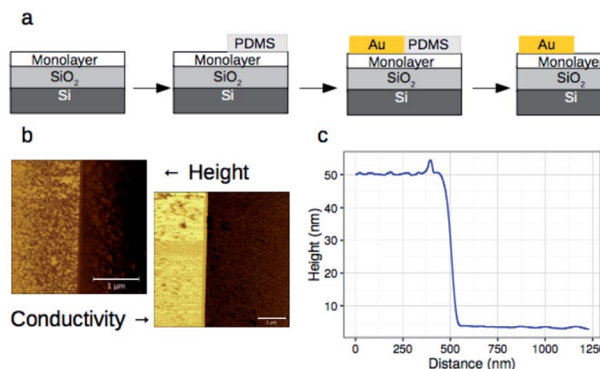 a
PDMS
Au PDMS
Au
Monolayer
SiO2
Si
Monolayer
SiO2
Si
Monolayer
SiO2
Si
Monolaye
SiO2
Si
b
← Height
1 µm
1 µm
Conductivity →
c
Height (nm)
50
40
30
20
10
0 250 500 750 1000 1250
Distance (nm)